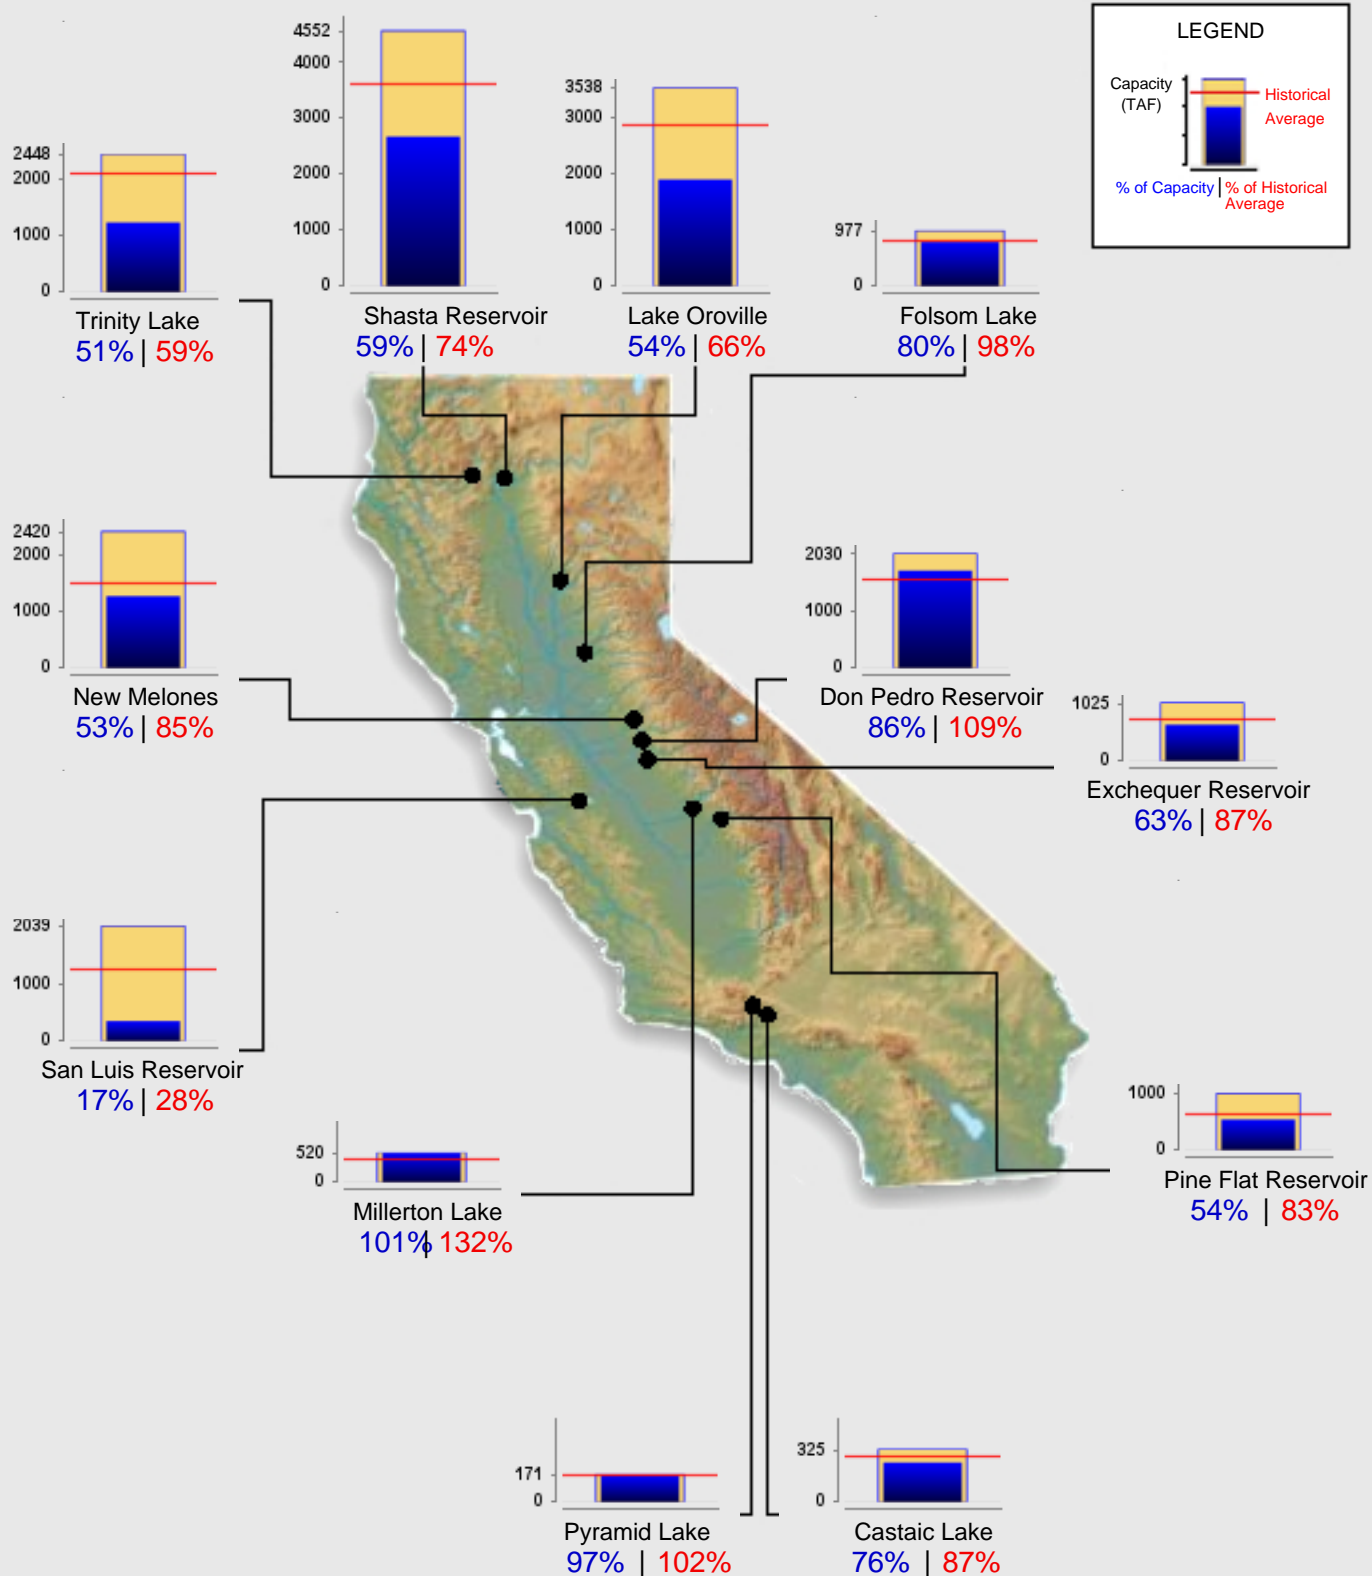 LEGEND
Capacity
(TAF)
Historical
Average
% of Capacity | % of Historical
Average
4552
4000
3000
2000
1000
0
Shasta Reservoir
59% | 74%
3538
3000
2000
1000
0
Lake Oroville
54% | 66%
2448
2000
1000
0
Trinity Lake
51% | 59%
977
0
Folsom Lake
80% | 98%
2420
2000
1000
0
New Melones
53% | 85%
2030
1000
0
Don Pedro Reservoir
86% | 109%
1025
0
Exchequer Reservoir
63% | 87%
2039
1000
0
San Luis Reservoir
17% | 28%
520
0
Millerton Lake
101% | 132%
1000
0
Pine Flat Reservoir
54% | 83%
171
0
Pyramid Lake
97% | 102%
325
0
Castaic Lake
76% | 87%